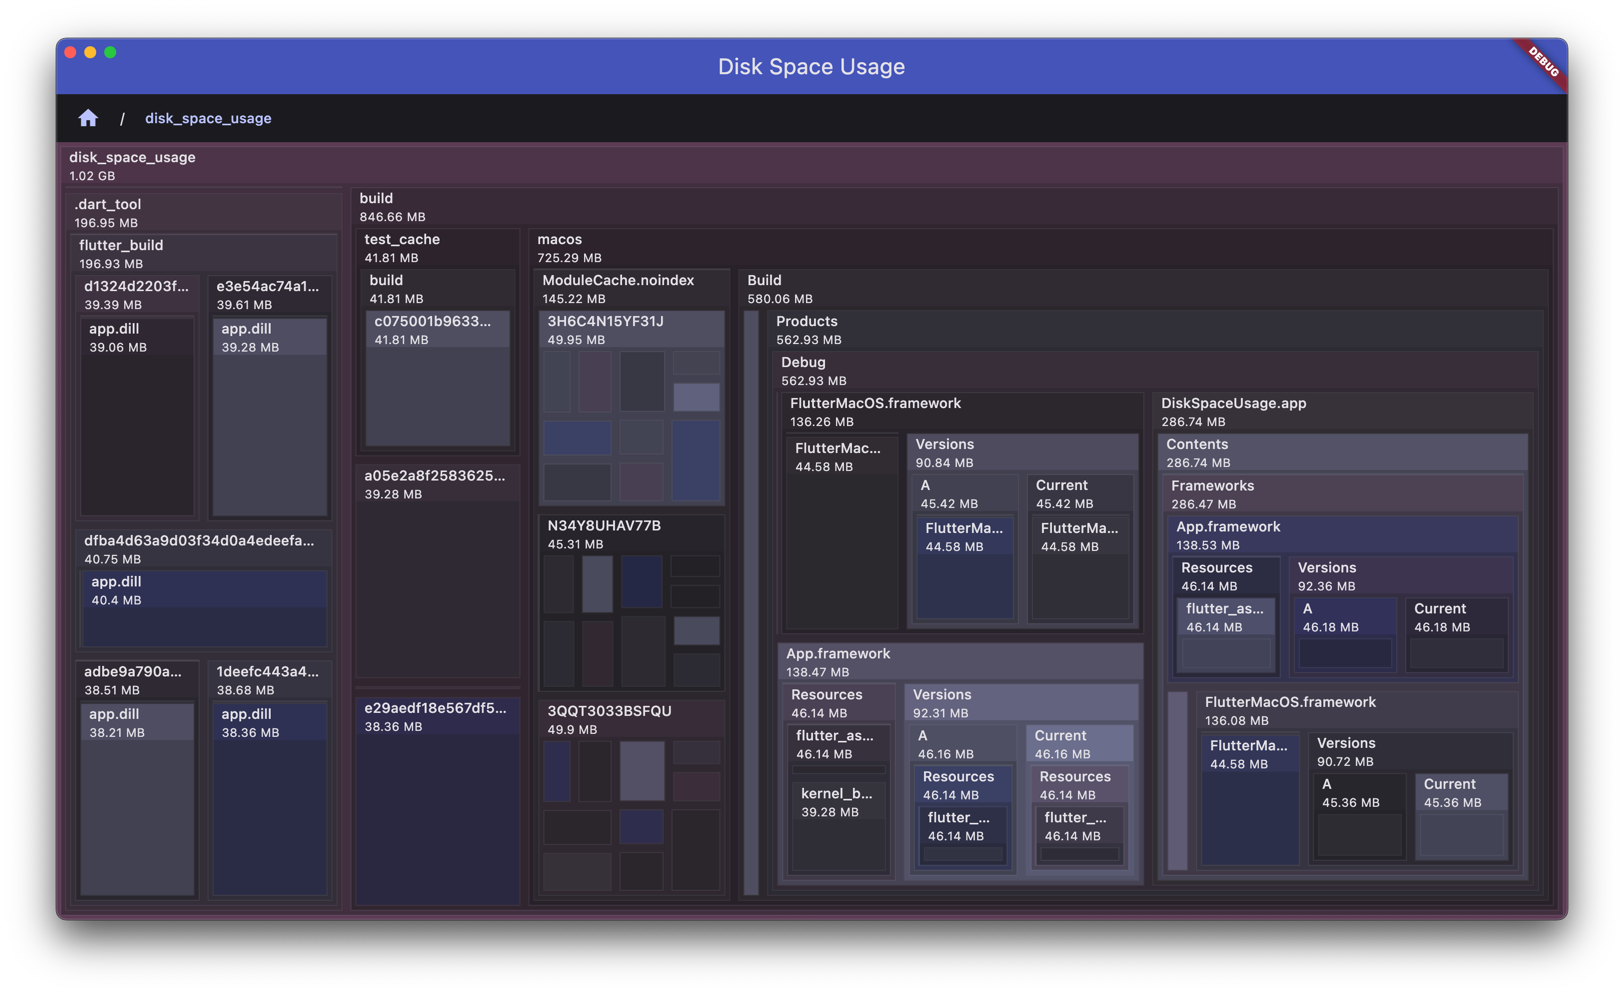 Disk Space Usage
DEBUG
/ disk_space_usage
disk_space_usage
1.02 GB
.dart_tool
196.95 MB
flutter_build
196.93 MB
d1324d2203f...
39.39 MB
app.dill
39.06 MB
e3e54ac74a1...
39.61 MB
app.dill
39.28 MB
dfba4d63a9d03f34d0a4edeefa...
40.75 MB
app.dill
40.4 MB
adbe9a790a...
38.51 MB
app.dill
38.21 MB
1deefc443a4...
38.68 MB
app.dill
38.36 MB
build
846.66 MB
test_cache
41.81 MB
build
41.81 MB
c075001b9633...
41.81 MB
a05e2a8f2583625...
39.28 MB
e29aedf18e567df5...
38.36 MB
macos
725.29 MB
ModuleCache.noindex
145.22 MB
3H6C4N15YF31J
49.95 MB
N34Y8UHAV77B
45.31 MB
3QQT3033BSFQU
49.9 MB
Build
580.06 MB
Products
562.93 MB
Debug
562.93 MB
FlutterMacOS.framework
136.26 MB
FlutterMac...
44.58 MB
Versions
90.84 MB
A
45.42 MB
FlutterMa...
44.58 MB
Current
45.42 MB
FlutterMa...
44.58 MB
App.framework
138.47 MB
Resources
46.14 MB
flutter_as...
46.14 MB
kernel_b...
39.28 MB
Versions
92.31 MB
A
46.16 MB
Resources
46.14 MB
flutter_...
46.14 MB
Current
46.16 MB
Resources
46.14 MB
flutter_...
46.14 MB
DiskSpaceUsage.app
286.74 MB
Contents
286.74 MB
Frameworks
286.47 MB
App.framework
138.53 MB
Resources
46.14 MB
flutter_as...
46.14 MB
Versions
92.36 MB
A
46.18 MB
Current
46.18 MB
FlutterMacOS.framework
136.08 MB
FlutterMa...
44.58 MB
Versions
90.72 MB
A
45.36 MB
Current
45.36 MB